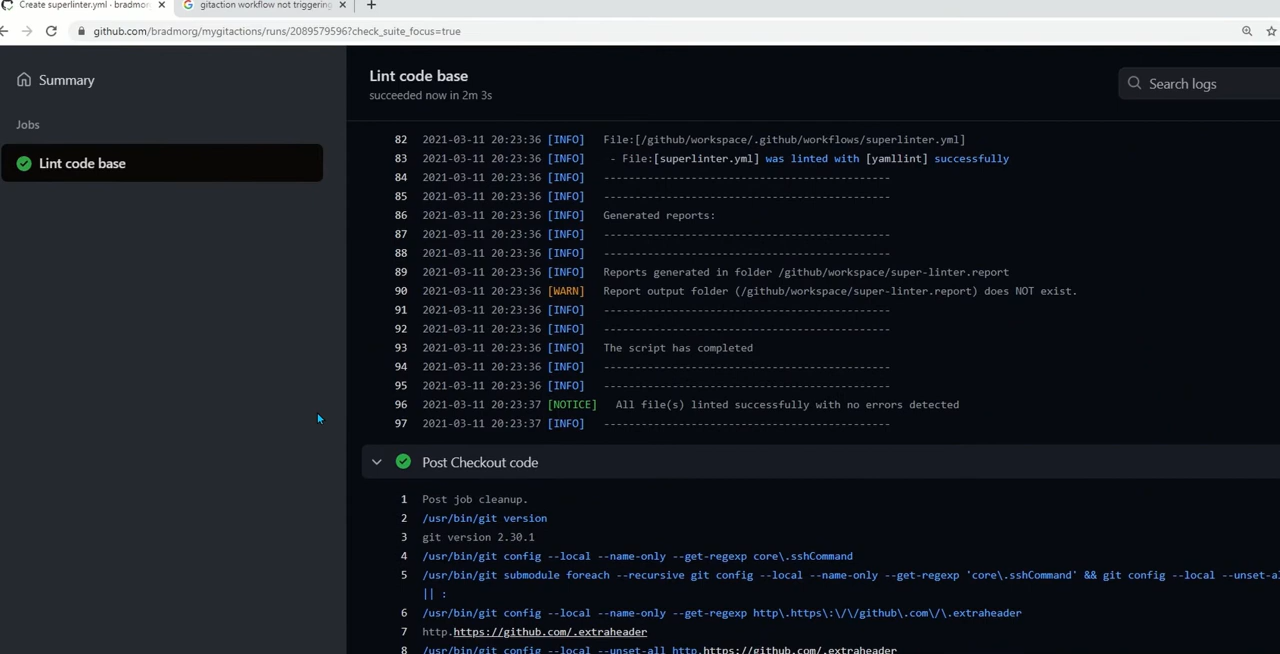 Create superlinter.yml - bradmorg
gitaction workflow not triggering
github.com/bradmorg/mygitactions/runs/2089579596?check_suite_focus=true
Summary
Jobs
Lint code base
Lint code base
succeeded now in 2m 3s
Search logs
82 2021-03-11 20:23:36 [INFO] File:[/github/workspace/.github/workflows/superlinter.yml]
83 2021-03-11 20:23:36 [INFO] - File:[superlinter.yml] was linted with [yamllint] successfully
84 2021-03-11 20:23:36 [INFO] ----------------------------------------------
85 2021-03-11 20:23:36 [INFO] ----------------------------------------------
86 2021-03-11 20:23:36 [INFO] Generated reports:
87 2021-03-11 20:23:36 [INFO] ----------------------------------------------
88 2021-03-11 20:23:36 [INFO] ----------------------------------------------
89 2021-03-11 20:23:36 [INFO] Reports generated in folder /github/workspace/super-linter.report
90 2021-03-11 20:23:36 [WARN] Report output folder (/github/workspace/super-linter.report) does NOT exist.
91 2021-03-11 20:23:36 [INFO] ----------------------------------------------
92 2021-03-11 20:23:36 [INFO] ----------------------------------------------
93 2021-03-11 20:23:36 [INFO] The script has completed
94 2021-03-11 20:23:36 [INFO] ----------------------------------------------
95 2021-03-11 20:23:36 [INFO] ----------------------------------------------
96 2021-03-11 20:23:37 [NOTICE] All file(s) linted successfully with no errors detected
97 2021-03-11 20:23:37 [INFO] ----------------------------------------------
Post Checkout code
1 Post job cleanup.
2 /usr/bin/git version
3 git version 2.30.1
4 /usr/bin/git config --local --name-only --get-regexp core\.sshCommand
5 /usr/bin/git submodule foreach --recursive git config --local --name-only --get-regexp 'core\.sshCommand' && git config --local --unset-al
|| :
6 /usr/bin/git config --local --name-only --get-regexp http\.https\:\/\/github\.com\/\.extraheader
7 http.https://github.com/.extraheader
8 /usr/bin/git config --local --unset-all http.https://github.com/.extraheader